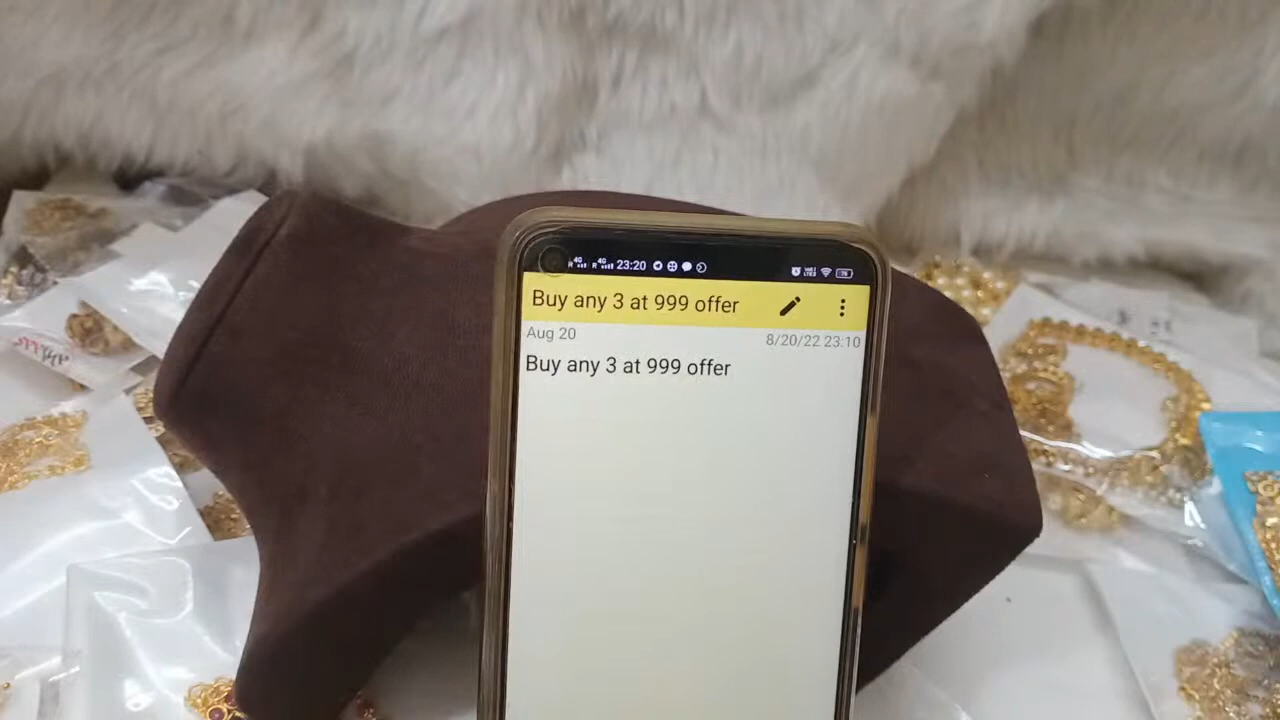 23:20
Buy any 3 at 999 offer
Aug 20
8/20/22 23:10
Buy any 3 at 999 offer